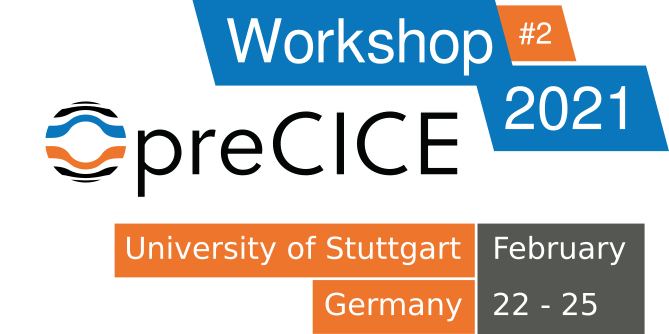 Workshop #2
2021
preCICE
University of Stuttgart
Germany
February
22 - 25